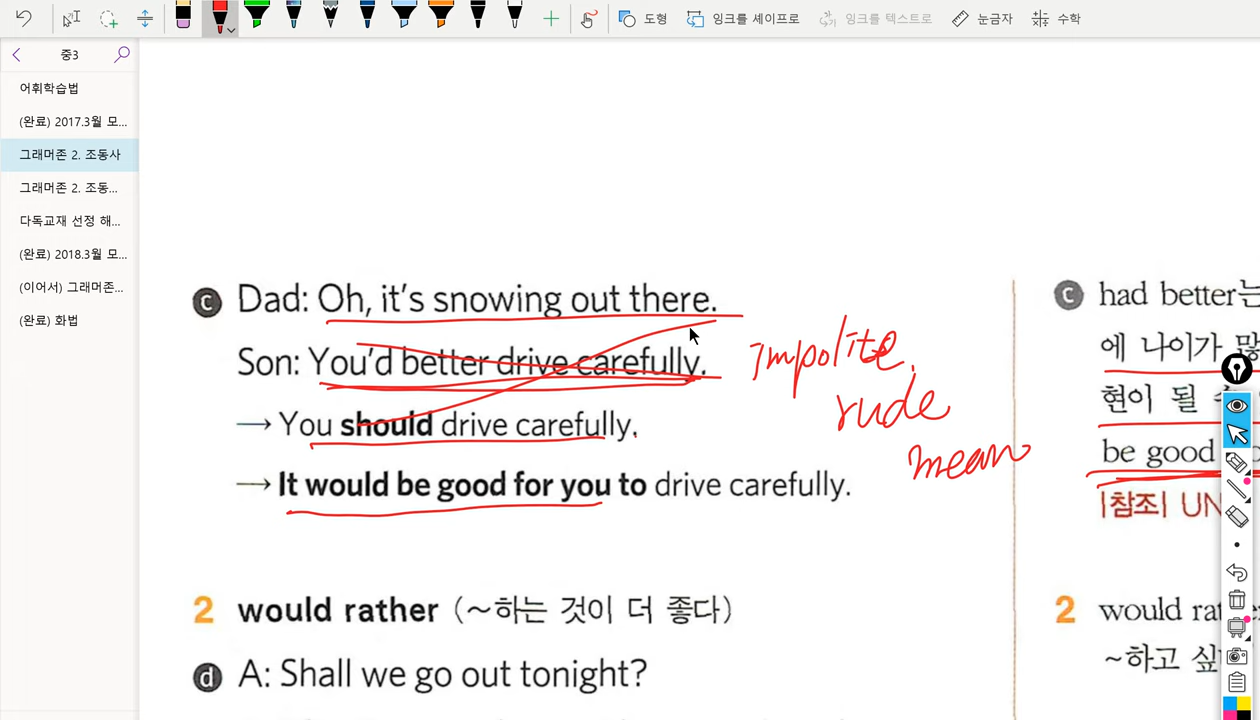 도형
잉크를 셰이프로
잉크를 텍스트로
눈금자
수학
중3
어휘학습법
(완료) 2017.3월 모...
그래머존 2. 조동사
그래머존 2. 조동...
다독교재 선정 해...
(완료) 2018.3월 모...
(이어서) 그래머존...
(완료) 화법
c Dad: Oh, it's snowing out there.
Son: You'd better drive carefully.
→ You should drive carefully.
→ It would be good for you to drive carefully.
impolite.
rude
mean
2 would rather (～하는 것이 더 좋다)
d A: Shall we go out tonight?
c had better는
에 나이가 많
현이 될 수
be good
|참조| UN
2 would rather
～하고 싶